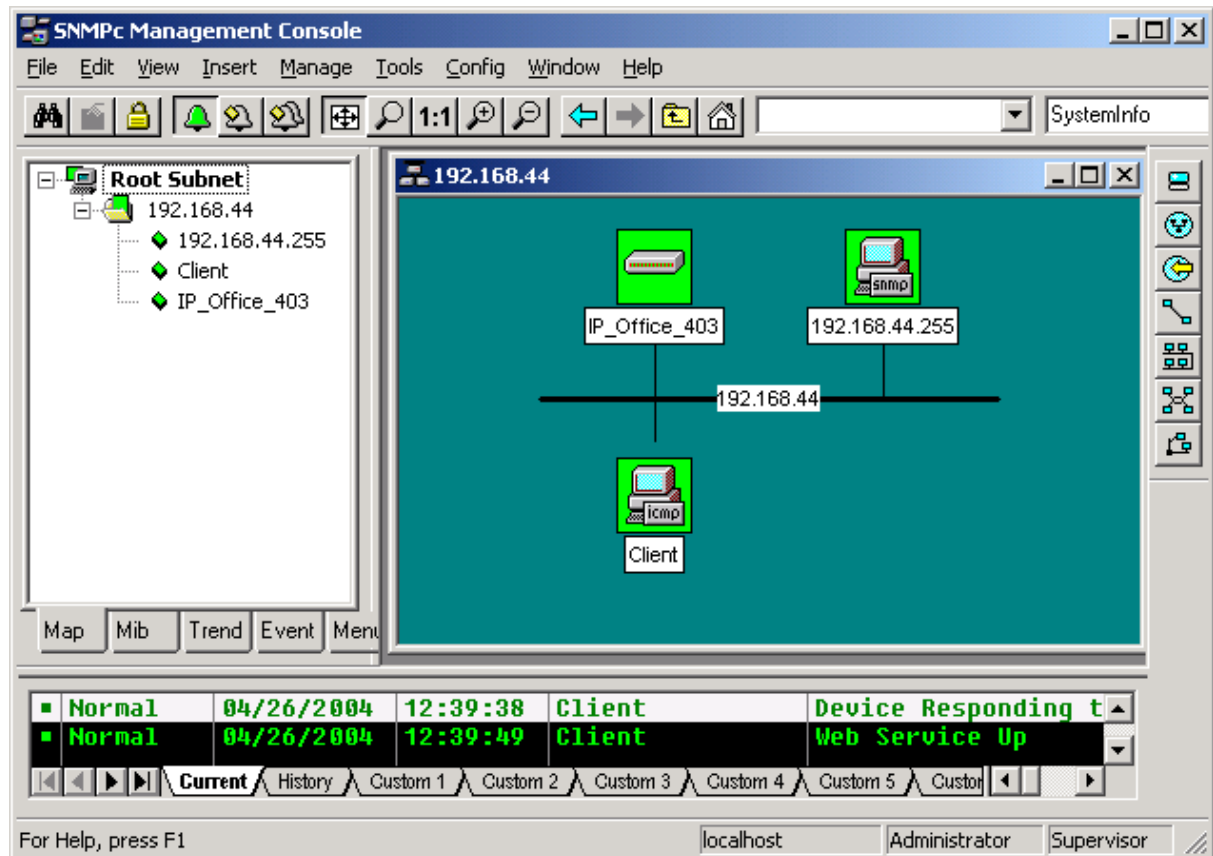 SNMPc Management Console
File Edit View Insert Manage Tools Config Window Help
1:1 SystemInfo
Root Subnet
192.168.44
192.168.44.255
Client
IP_Office_403
Map Mib Trend Event Menu
192.168.44
snmp
IP_Office_403 192.168.44.255
192.168.44
icmp
Client
Normal 04/26/2004 12:39:38 Client Device Responding t
Normal 04/26/2004 12:39:49 Client Web Service Up
Current History Custom 1 Custom 2 Custom 3 Custom 4 Custom 5 Custor
For Help, press F1 localhost Administrator Supervisor